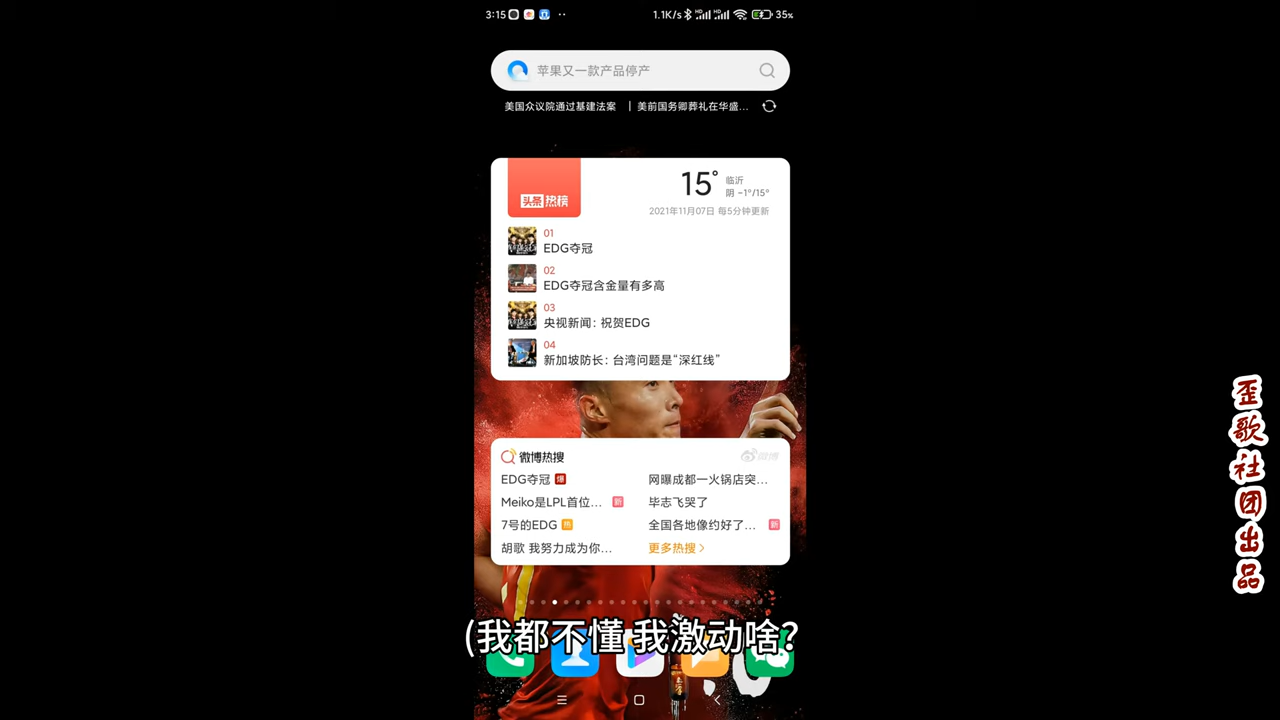 3:15
1.1K/s
HD
HD
35%
苹果又一款产品停产
美国众议院通过基建法案
美前国务卿葬礼在华盛...
头条热榜
15°
临沂
阴 -1°/15°
2021年11月07日 每5分钟更新
01
EDG夺冠
02
EDG夺冠含金量有多高
03
央视新闻：祝贺EDG
04
新加坡防长：台湾问题是“深红线”
微博热搜
微博
EDG夺冠 爆
网曝成都一火锅店突...
Meiko是LPL首位... 新
毕志飞哭了
7号的EDG 热
全国各地像约好了... 新
胡歌 我努力成为你...
更多热搜
(我都不懂 我激动啥?
歪歌社团出品